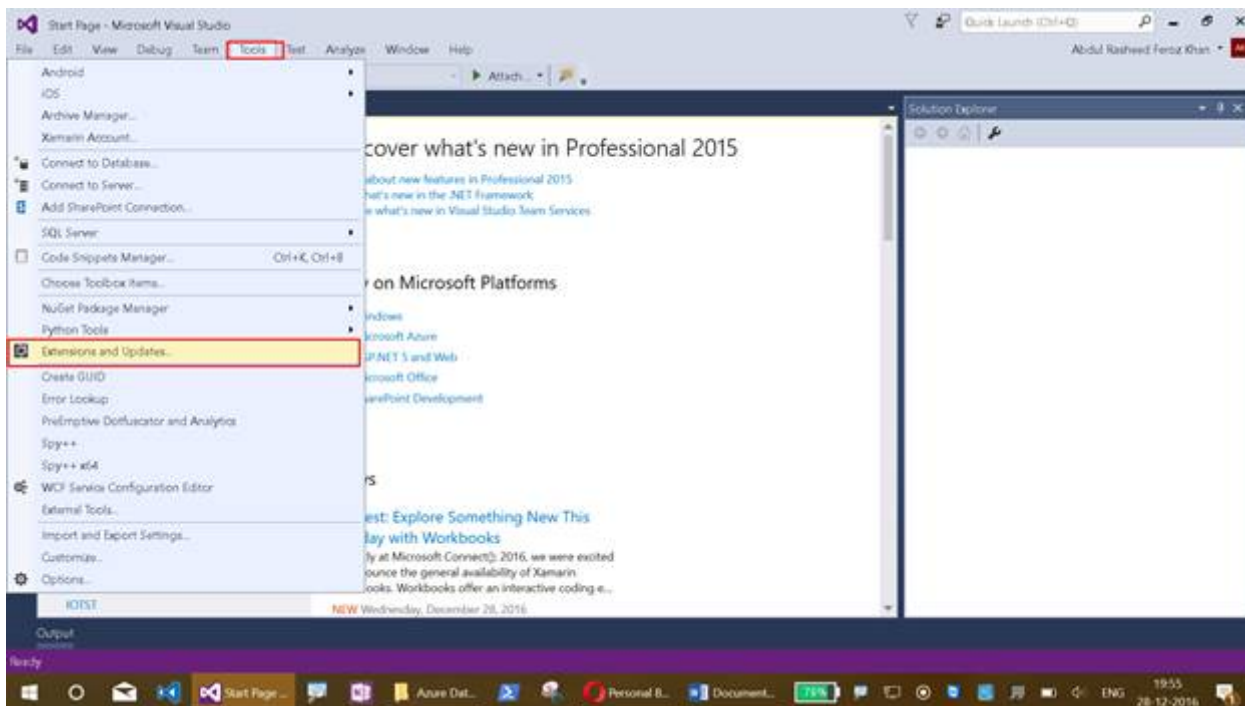 Start Page - Microsoft Visual Studio
Quick Launch (Ctrl+Q)
File Edit View Debug Team Tools Test Analyze Window Help
Abdul Rasheed Feroz Khan
Attach...
Android
iOS
Archive Manager...
Xamarin Account...
Connect to Database...
Connect to Server...
Add SharePoint Connection...
SQL Server
Code Snippets Manager... Ctrl+K, Ctrl+B
Choose Toolbox Items...
NuGet Package Manager
Python Tools
Extensions and Updates...
Create GUID
Error Lookup
PreEmptive Dotfuscator and Analytics
Spy++
Spy++ x64
WCF Service Configuration Editor
External Tools...
Import and Export Settings...
Customize...
Options...
IOTST
cover what's new in Professional 2015
about new features in Professional 2015
hat's new in the .NET Framework
e what's new in Visual Studio Team Services
on Microsoft Platforms
indows
icrosoft Azure
SP.NET 5 and Web
icrosoft Office
harePoint Development
vs
est: Explore Something New This
lay with Workbooks
ly at Microsoft Connect(); 2016, we were excited
ounce the general availability of Xamarin
ooks. Workbooks offer an interactive coding e...
NEW Wednesday, December 28, 2016
Solution Explorer
Output
Ready
Start Page -... Azure Dat... Personal B... Document... ENG 19:55
28-12-2016